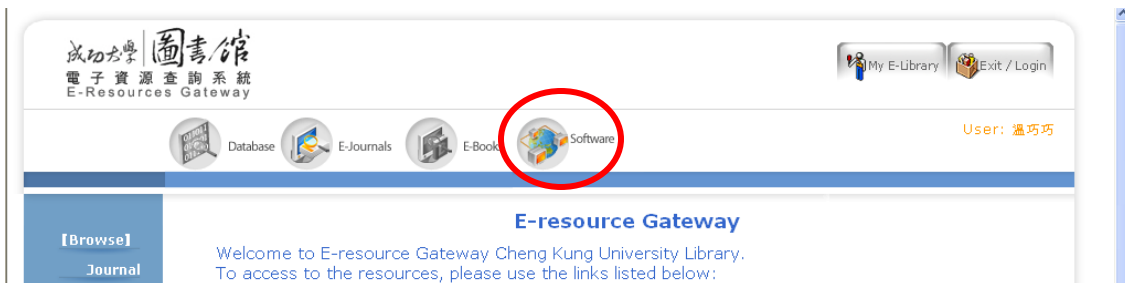 成功大學 圖書館
電子資源查詢系統
E-Resources Gateway
My E-Library
Exit / Login
Database
E-Journals
E-Book
Software
User: 溫巧巧
E-resource Gateway
【Browse】
Welcome to E-resource Gateway Cheng Kung University Library.
Journal
To access to the resources, please use the links listed below: